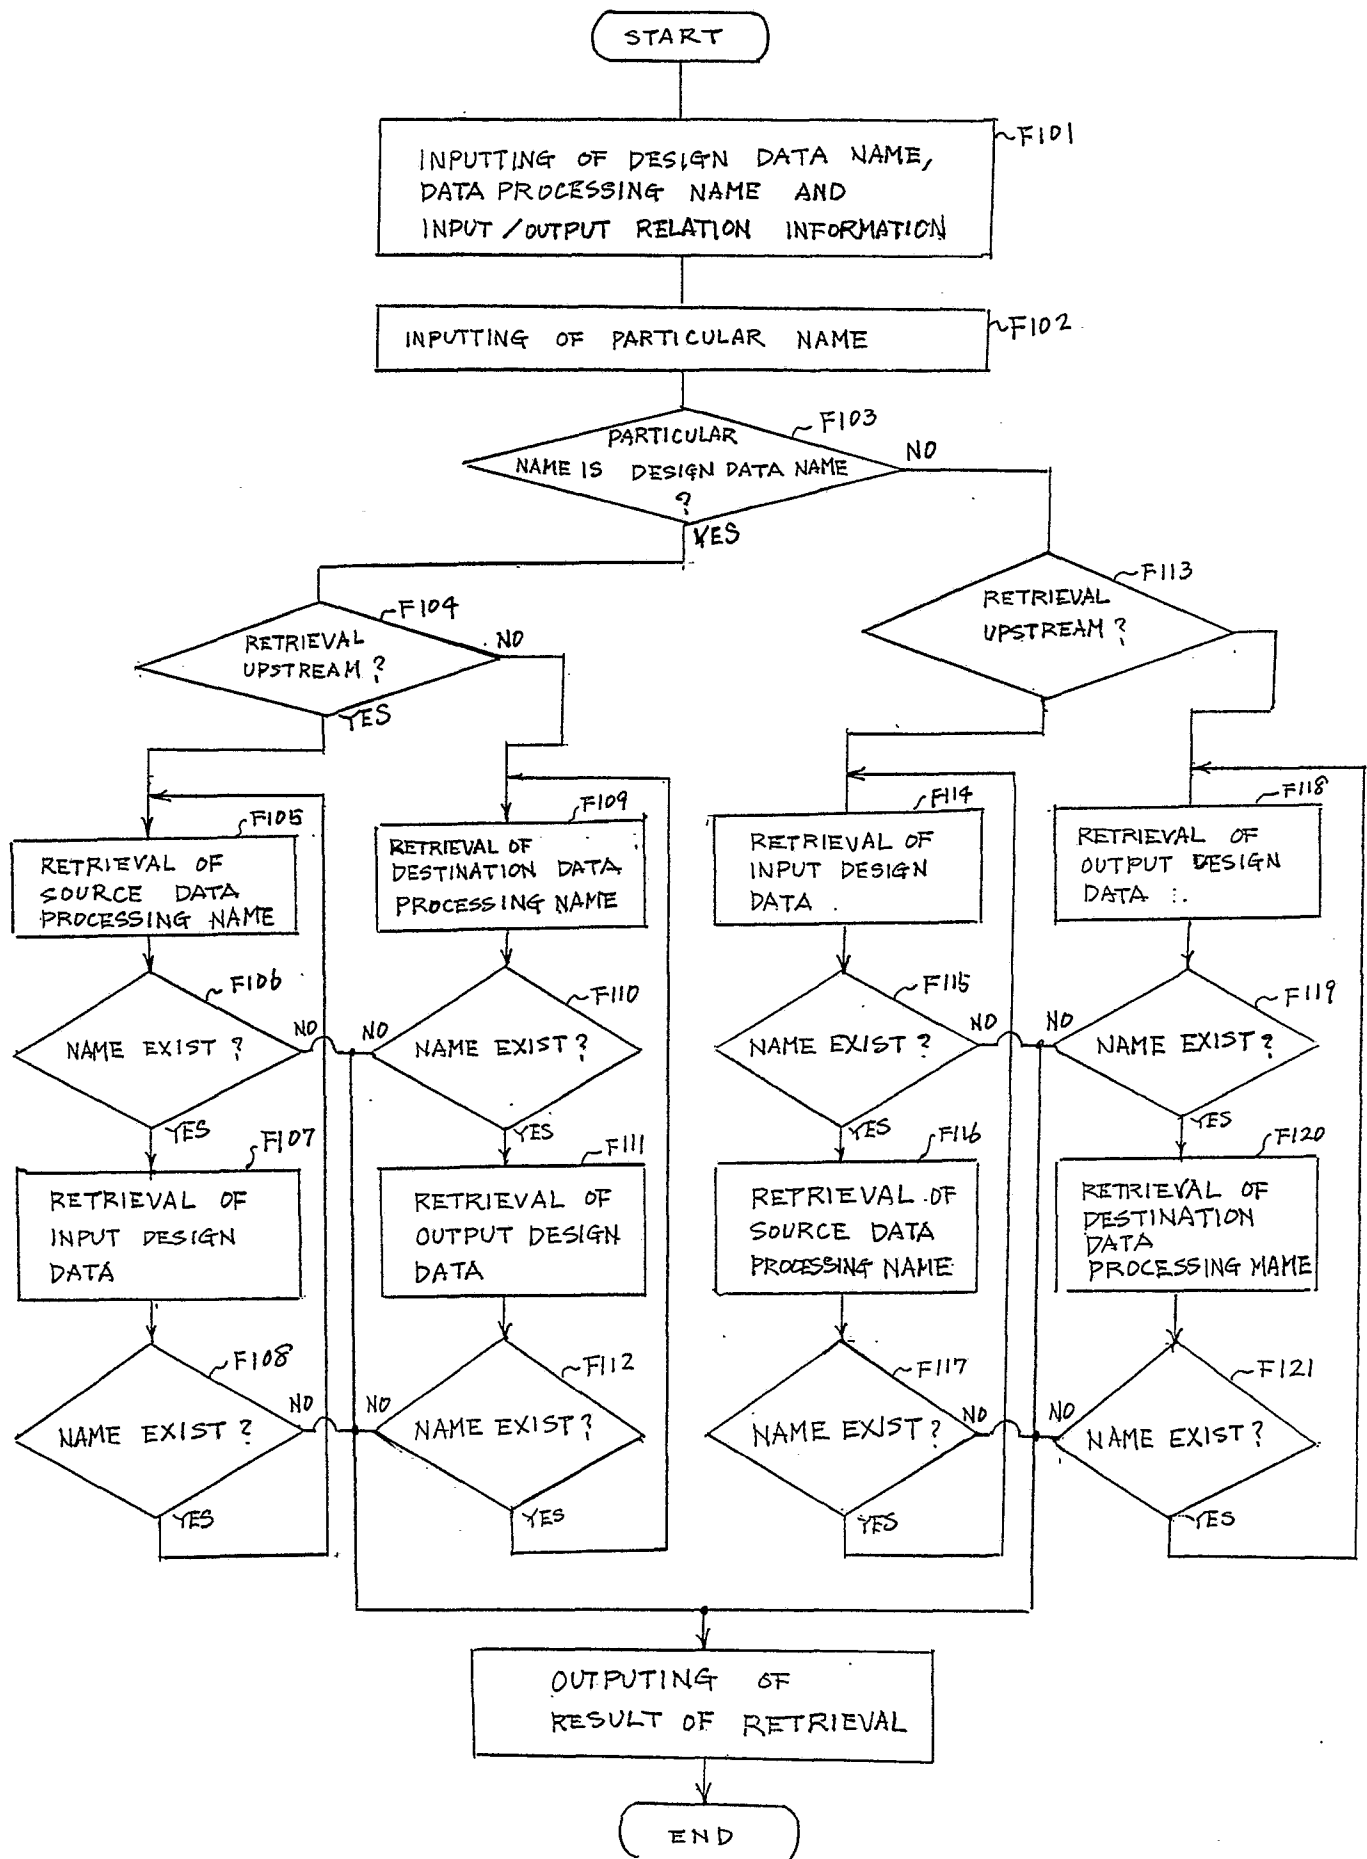 START
F101
INPUTTING OF DESIGN DATA NAME,
DATA PROCESSING NAME AND
INPUT/OUTPUT RELATION INFORMATION
F102
INPUTTING OF PARTICULAR NAME
F103
PARTICULAR
NAME IS DESIGN DATA NAME
?
NO
YES
F104
RETRIEVAL
UPSTREAM?
NO
YES
F113
RETRIEVAL
UPSTREAM?
F105
RETRIEVAL OF
SOURCE DATA
PROCESSING NAME
F109
RETRIEVAL OF
DESTINATION DATA
PROCESSING NAME
F114
RETRIEVAL OF
INPUT DESIGN
DATA
F118
RETRIEVAL OF
OUTPUT DESIGN
DATA
F106
NAME EXIST?
NO
YES
F110
NO
NAME EXIST?
YES
F115
NAME EXIST?
NO
YES
F119
NO
NAME EXIST?
YES
F107
RETRIEVAL OF
INPUT DESIGN
DATA
F111
RETRIEVAL OF
OUTPUT DESIGN
DATA
F116
RETRIEVAL OF
SOURCE DATA
PROCESSING NAME
F120
RETRIEVAL OF
DESTINATION
DATA
PROCESSING MAME
F108
NAME EXIST?
NO
YES
F112
NO
NAME EXIST?
YES
F117
NAME EXIST?
NO
YES
F121
NO
NAME EXIST?
YES
OUTPUTING OF
RESULT OF RETRIEVAL
END